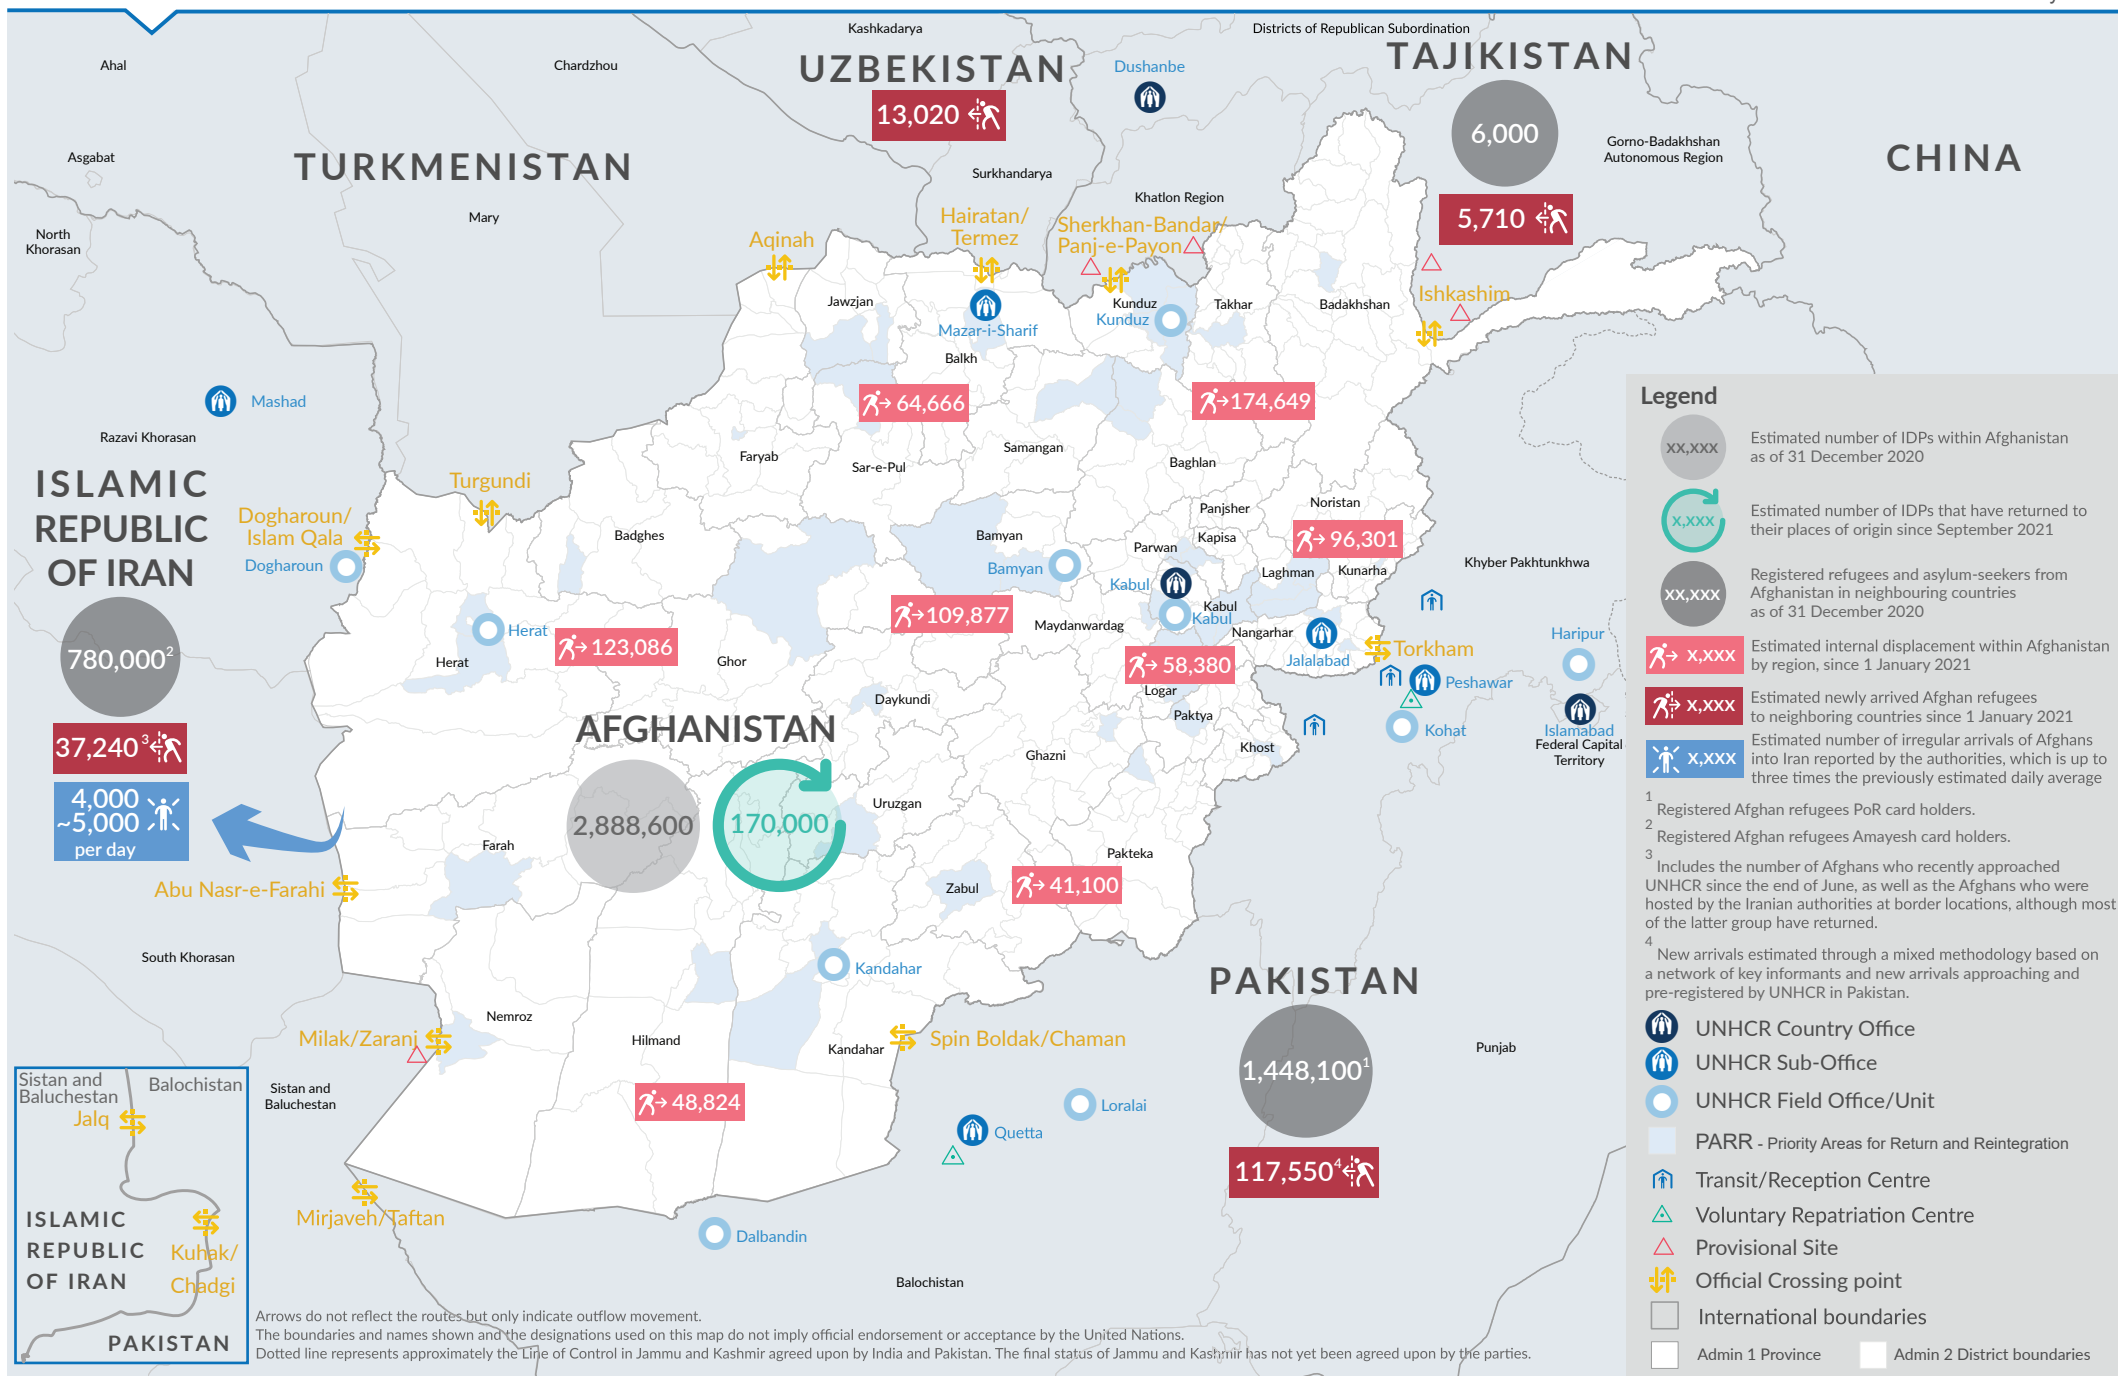 Kashkadarya
Districts of Republican Subordination
UZBEKISTAN
13,020
Dushanbe
TAJIKISTAN
6,000
5,710
Ahal
Chardzhou
Asgabat
TURKMENISTAN
Mary
Surkhandarya
Khatlon Region
Gorno-Badakhshan
Autonomous Region
CHINA
North
Khorasan
Aqinah
Hairatan/
Termez
Sherkhan-Bandar/
Panj-e-Payon
Ishkashim
Jawzjan
Mazar-i-Sharif
Balkh
Kunduz
Kunduz
Takhar
Badakhshan
Mashad
Razavi Khorasan
64,666
174,649
Faryab
Sar-e-Pul
Samangan
Baghlan
ISLAMIC
REPUBLIC
OF IRAN
780,000²
37,240³
4,000
~5,000
per day
Turgundi
Dogharoun/
Islam Qala
Dogharoun
Badghes
Bamyan
Bamyan
Panjsher
Kapisa
Parwan
Noristan
96,301
Laghman
Kunarha
Khyber Pakhtunkhwa
Kabul
Kabul
Kabul
Herat
Herat
123,086
Ghor
109,877
Maydanwardag
Nangarhar
Jalalabad
Torkham
Peshawar
Haripur
Kohat
Islamabad
Federal Capital
Territory
58,380
Logar
Paktya
Khost
Daykundi
Ghazni
AFGHANISTAN
2,888,600
170,000
Uruzgan
Farah
Abu Nasr-e-Farahi
Zabul
Pakteka
41,100
South Khorasan
Kandahar
Nemroz
Hilmand
Kandahar
Milak/Zaranj
Spin Boldak/Chaman
48,824
PAKISTAN
1,448,100¹
117,550⁴
Punjab
Sistan and
Baluchestan
Quetta
Loralai
Mirjaveh/Taftan
Dalbandin
Balochistan
Sistan and
Baluchestan
Balochistan
Jalq
ISLAMIC
REPUBLIC
OF IRAN
Kuhak/
Chadgi
PAKISTAN
Arrows do not reflect the routes but only indicate outflow movement.
The boundaries and names shown and the designations used on this map do not imply official endorsement or acceptance by the United Nations.
Dotted line represents approximately the Line of Control in Jammu and Kashmir agreed upon by India and Pakistan. The final status of Jammu and Kashmir has not yet been agreed upon by the parties.
Legend
xx,xxx
Estimated number of IDPs within Afghanistan
as of 31 December 2020
x,xxx
Estimated number of IDPs that have returned to
their places of origin since September 2021
xx,xxx
Registered refugees and asylum-seekers from
Afghanistan in neighbouring countries
as of 31 December 2020
x,xxx
Estimated internal displacement within Afghanistan
by region, since 1 January 2021
x,xxx
Estimated newly arrived Afghan refugees
to neighboring countries since 1 January 2021
x,xxx
Estimated number of irregular arrivals of Afghans
into Iran reported by the authorities, which is up to
three times the previously estimated daily average
¹ Registered Afghan refugees PoR card holders.
² Registered Afghan refugees Amayesh card holders.
³ Includes the number of Afghans who recently approached
UNHCR since the end of June, as well as the Afghans who were
hosted by the Iranian authorities at border locations, although most
of the latter group have returned.
⁴ New arrivals estimated through a mixed methodology based on
a network of key informants and new arrivals approaching and
pre-registered by UNHCR in Pakistan.
UNHCR Country Office
UNHCR Sub-Office
UNHCR Field Office/Unit
PARR - Priority Areas for Return and Reintegration
Transit/Reception Centre
Voluntary Repatriation Centre
Provisional Site
Official Crossing point
International boundaries
Admin 1 Province
Admin 2 District boundaries